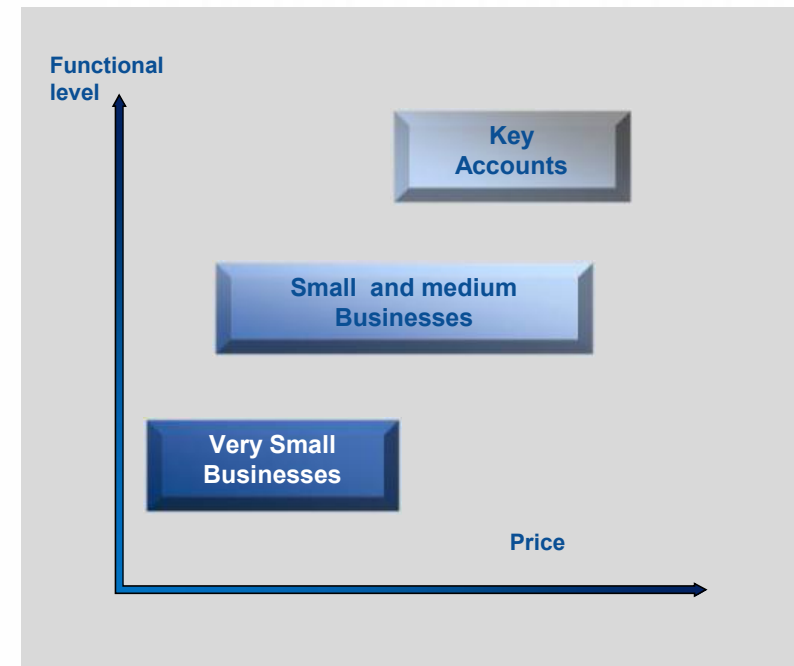 Functional
level
Key
Accounts
Small and medium
Businesses
Very Small
Businesses
Price